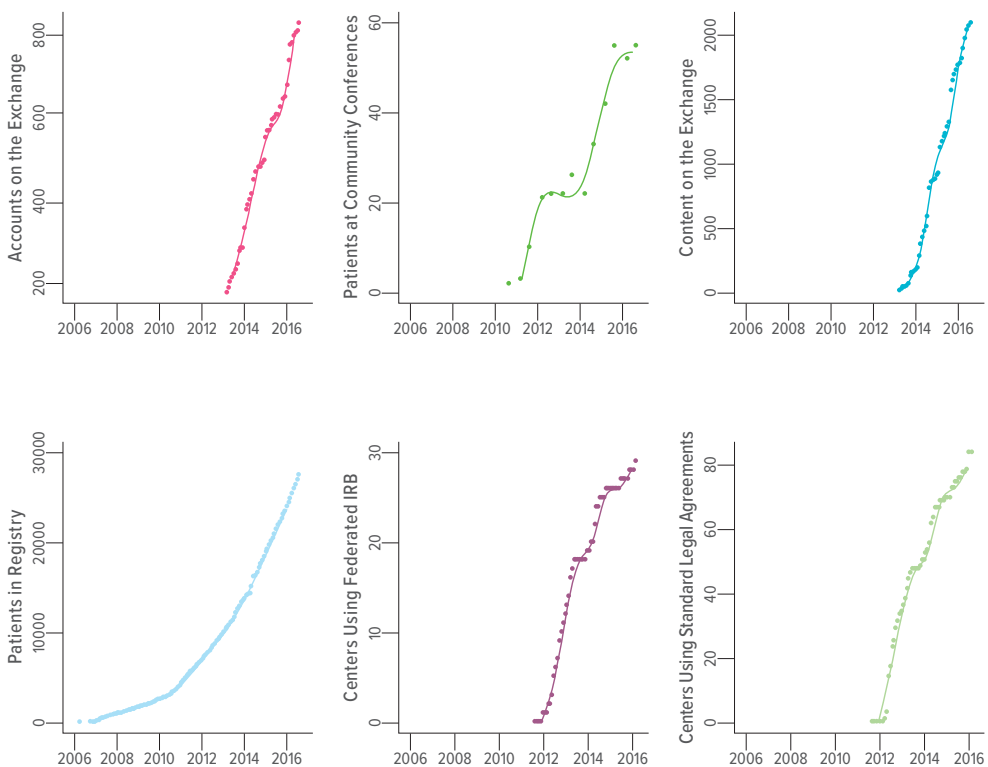 Accounts on the Exchange
800
600
400
200
2006 2008 2010 2012 2014 2016
Patients at Community Conferences
60
40
20
0
2006 2008 2010 2012 2014 2016
Content on the Exchange
2000
1500
1000
500
0
2006 2008 2010 2012 2014 2016
Patients in Registry
30000
20000
10000
0
2006 2008 2010 2012 2014 2016
Centers Using Federated IRB
30
20
10
0
2006 2008 2010 2012 2014 2016
Centers Using Standard Legal Agreements
80
60
40
20
0
2006 2008 2010 2012 2014 2016